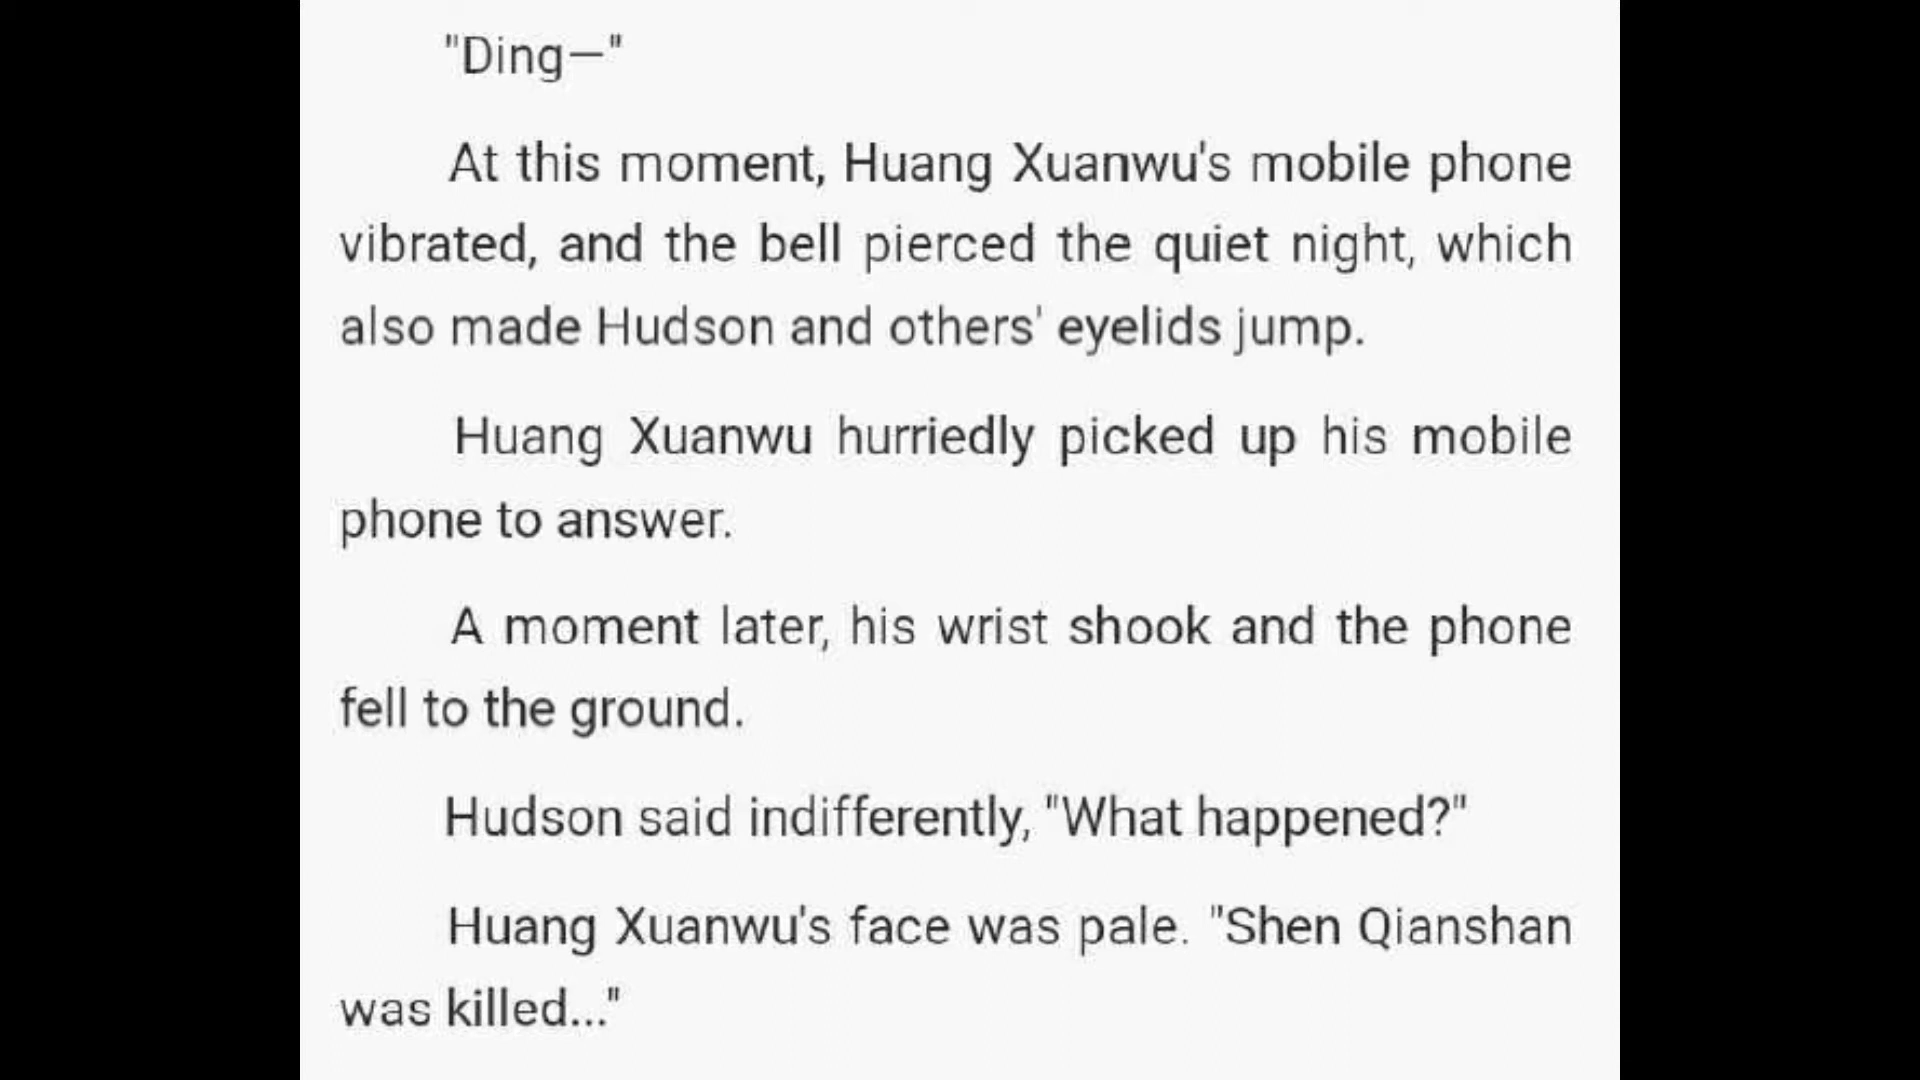 "Ding—"
At this moment, Huang Xuanwu's mobile phone
vibrated, and the bell pierced the quiet night, which
also made Hudson and others' eyelids jump.
Huang Xuanwu hurriedly picked up his mobile
phone to answer.
A moment later, his wrist shook and the phone
fell to the ground.
Hudson said indifferently, "What happened?"
Huang Xuanwu's face was pale. "Shen Qianshan
was killed..."